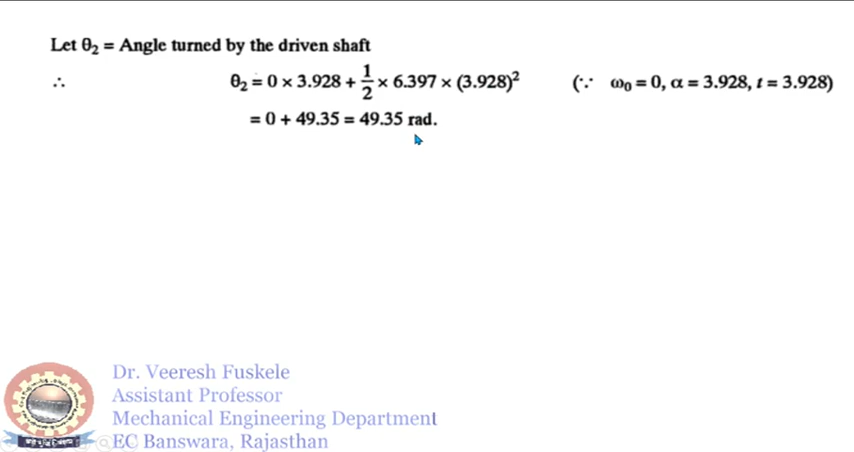 Let θ₂ = Angle turned by the driven shaft
∴ θ₂ = 0 × 3.928 + 1/2 × 6.397 × (3.928)² (∵ ω₀ = 0, α = 3.928, t = 3.928)
= 0 + 49.35 = 49.35 rad.
Dr. Veeresh Fuskele
Assistant Professor
Mechanical Engineering Department
EC Banswara, Rajasthan